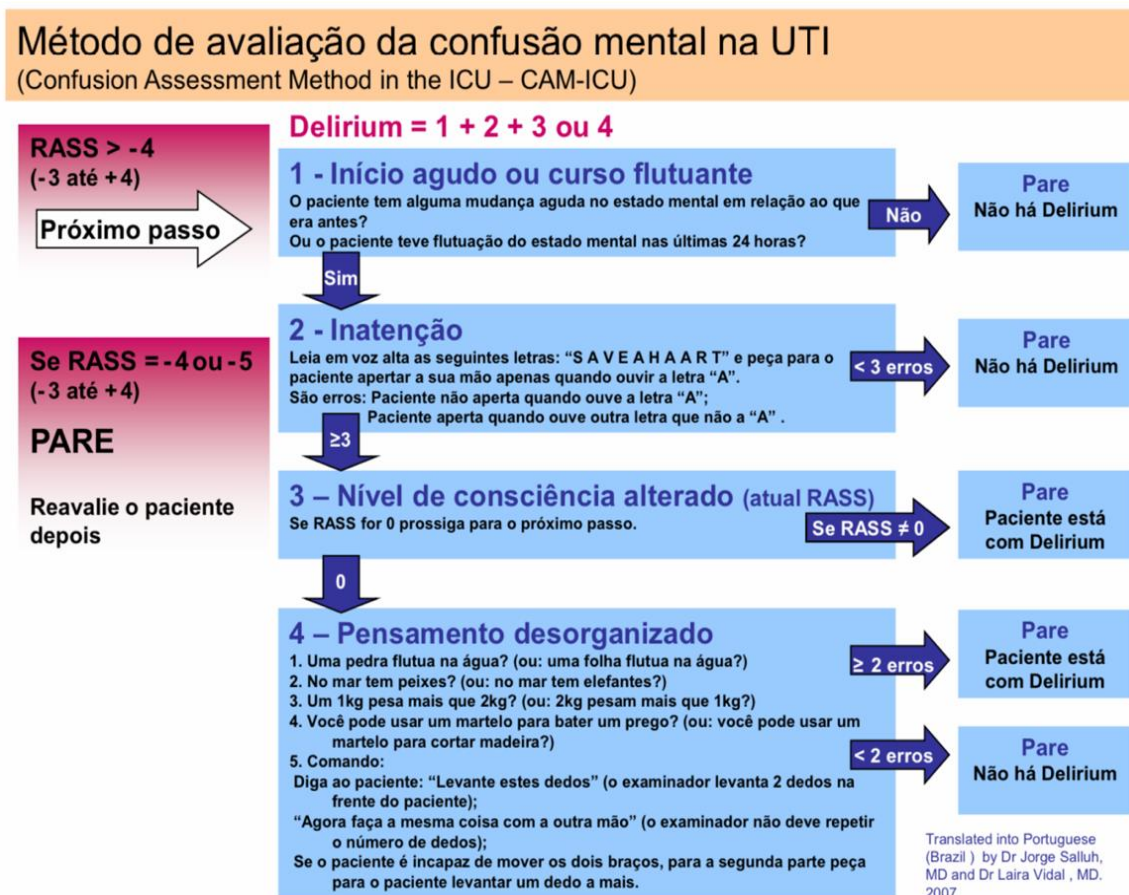 Método de avaliação da confusão mental na UTI
(Confusion Assessment Method in the ICU – CAM-ICU)
RASS > -4
(-3 até +4)
Próximo passo
Se RASS = -4 ou -5
(-3 até +4)
PARE
Reavalie o paciente
depois
Delirium = 1 + 2 + 3 ou 4
1 - Início agudo ou curso flutuante
O paciente tem alguma mudança aguda no estado mental em relação ao que
era antes?
Ou o paciente teve flutuação do estado mental nas últimas 24 horas?
Não
Pare
Não há Delirium
Sim
2 - Inatenção
Leia em voz alta as seguintes letras: “S A V E A H A A R T” e peça para o
paciente apertar a sua mão apenas quando ouvir a letra “A”.
São erros: Paciente não aperta quando ouve a letra “A”;
Paciente aperta quando ouve outra letra que não a “A” .
< 3 erros
Pare
Não há Delirium
≥3
3 – Nível de consciência alterado (atual RASS)
Se RASS for 0 prossiga para o próximo passo.
Se RASS ≠ 0
Pare
Paciente está
com Delirium
0
4 – Pensamento desorganizado
1. Uma pedra flutua na água? (ou: uma folha flutua na água?)
2. No mar tem peixes? (ou: no mar tem elefantes?)
3. Um 1kg pesa mais que 2kg? (ou: 2kg pesam mais que 1kg?)
4. Você pode usar um martelo para bater um prego? (ou: você pode usar um
martelo para cortar madeira?)
5. Comando:
Diga ao paciente: “Levante estes dedos” (o examinador levanta 2 dedos na
frente do paciente);
“Agora faça a mesma coisa com a outra mão” (o examinador não deve repetir
o número de dedos);
Se o paciente é incapaz de mover os dois braços, para a segunda parte peça
para o paciente levantar um dedo a mais.
≥ 2 erros
Pare
Paciente está
com Delirium
< 2 erros
Pare
Não há Delirium
Translated into Portuguese
(Brazil ) by Dr Jorge Salluh,
MD and Dr Laira Vidal , MD.
2007